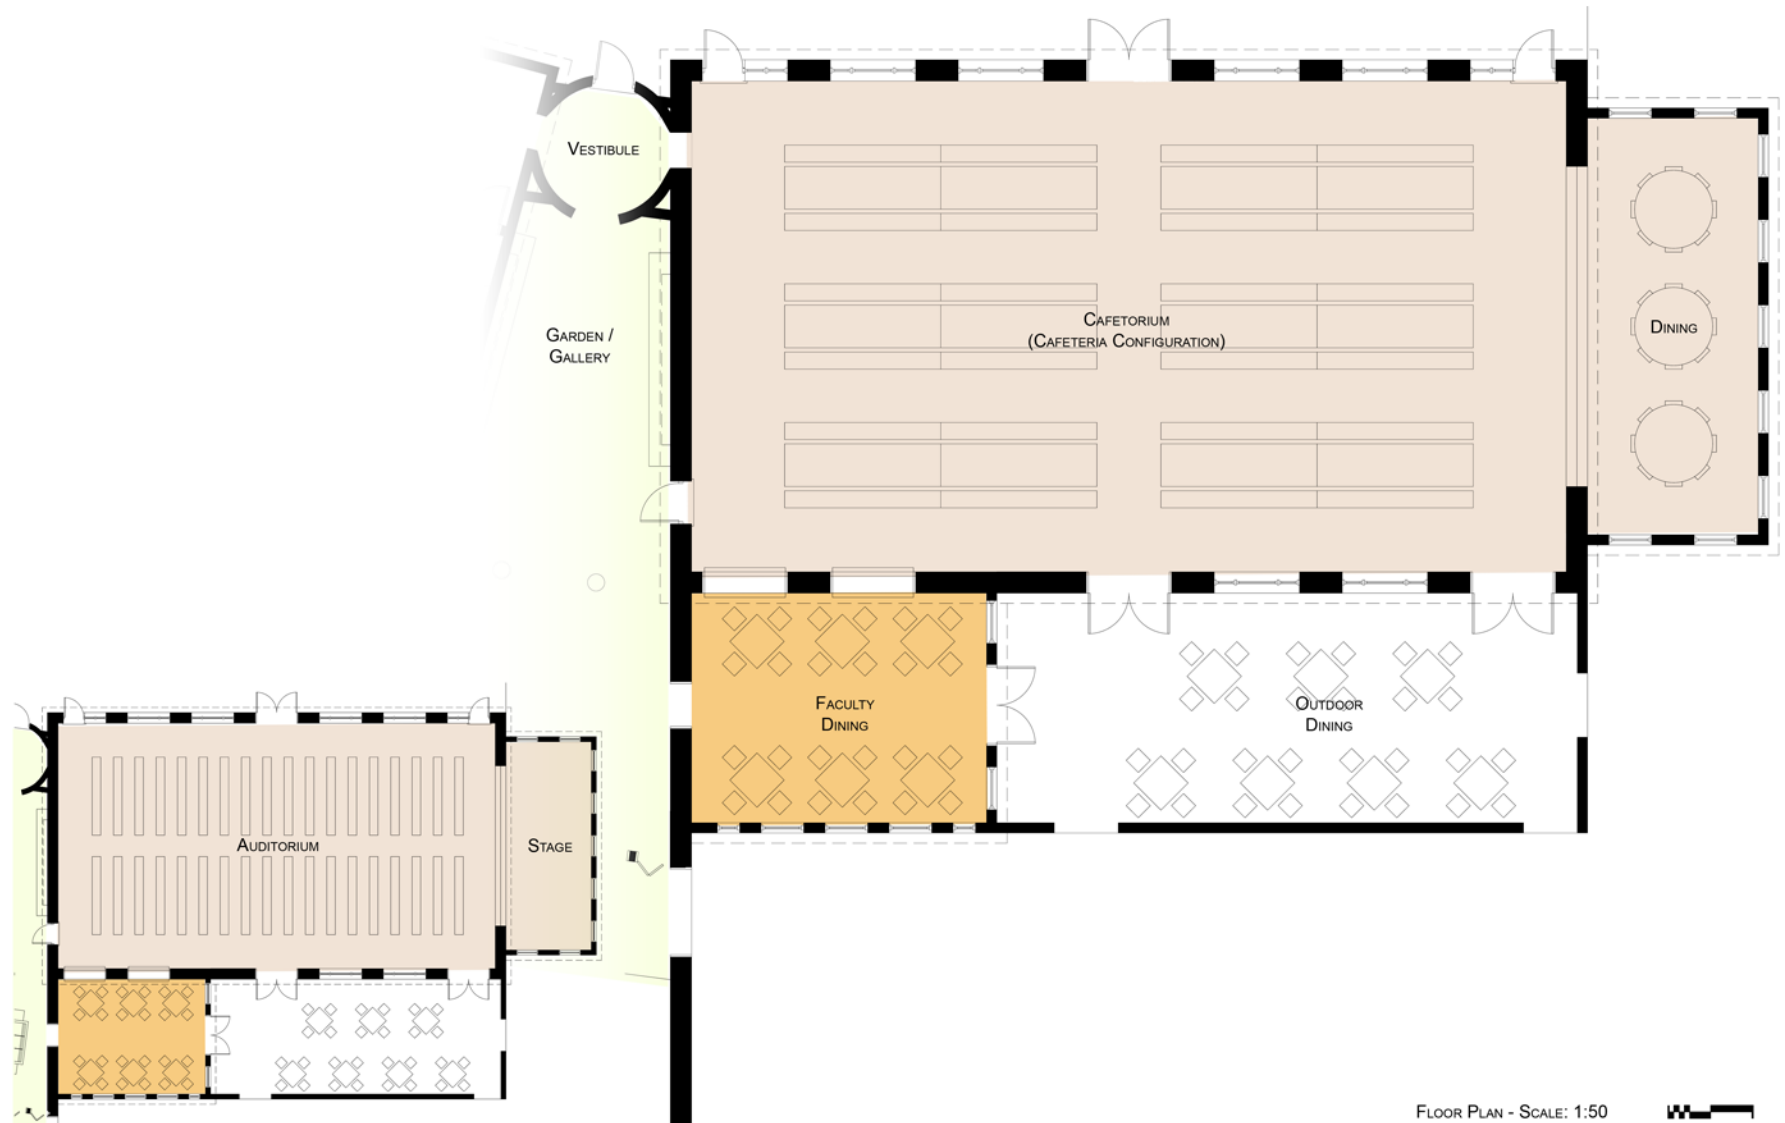 Vestibule
Garden /
Gallery
Cafetorium
(Cafeteria Configuration)
Dining
Faculty
Dining
Outdoor
Dining
Auditorium
Stage
Floor Plan - Scale: 1:50